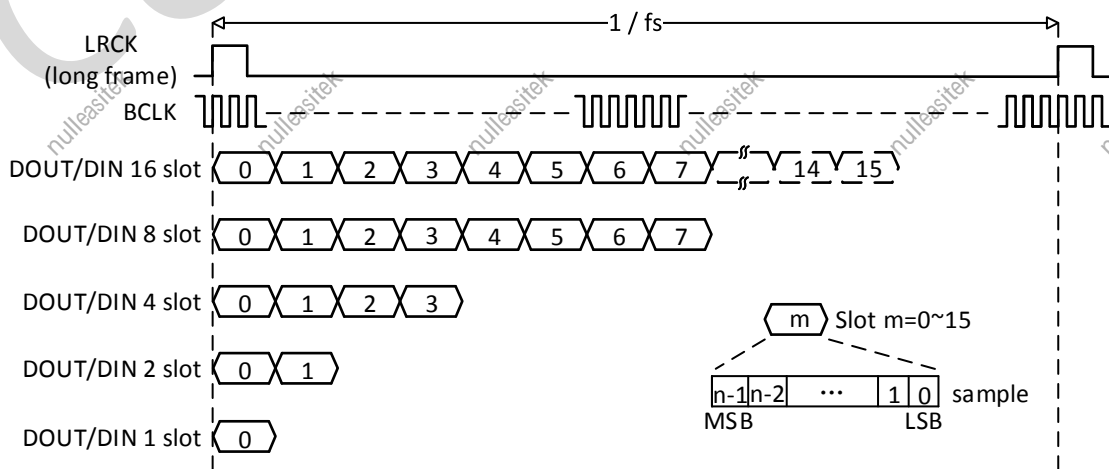 1 / fs
LRCK
(long frame)
BCLK
DOUT/DIN 16 slot 0 1 2 3 4 5 6 7 14 15
DOUT/DIN 8 slot 0 1 2 3 4 5 6 7
DOUT/DIN 4 slot 0 1 2 3
m Slot m=0~15
DOUT/DIN 2 slot 0 1
n-1 n-2 ... 1 0 sample
MSB LSB
DOUT/DIN 1 slot 0
nulleasitek
nulleasitek
nulleasitek
nulleasitek
nulleasitek